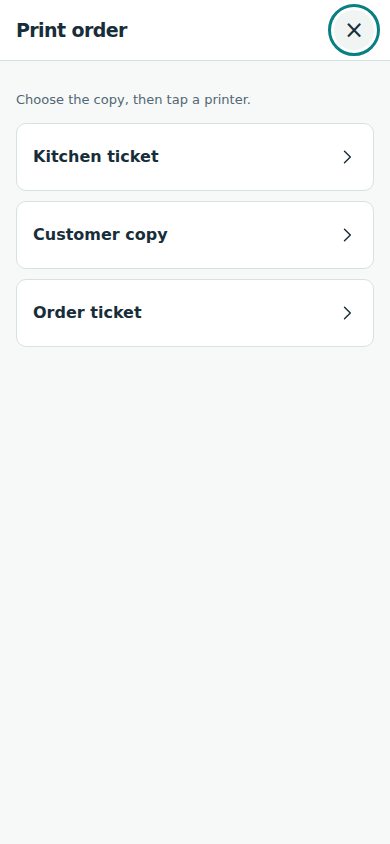 Print order
Choose the copy, then tap a printer.
Kitchen ticket
Customer copy
Order ticket